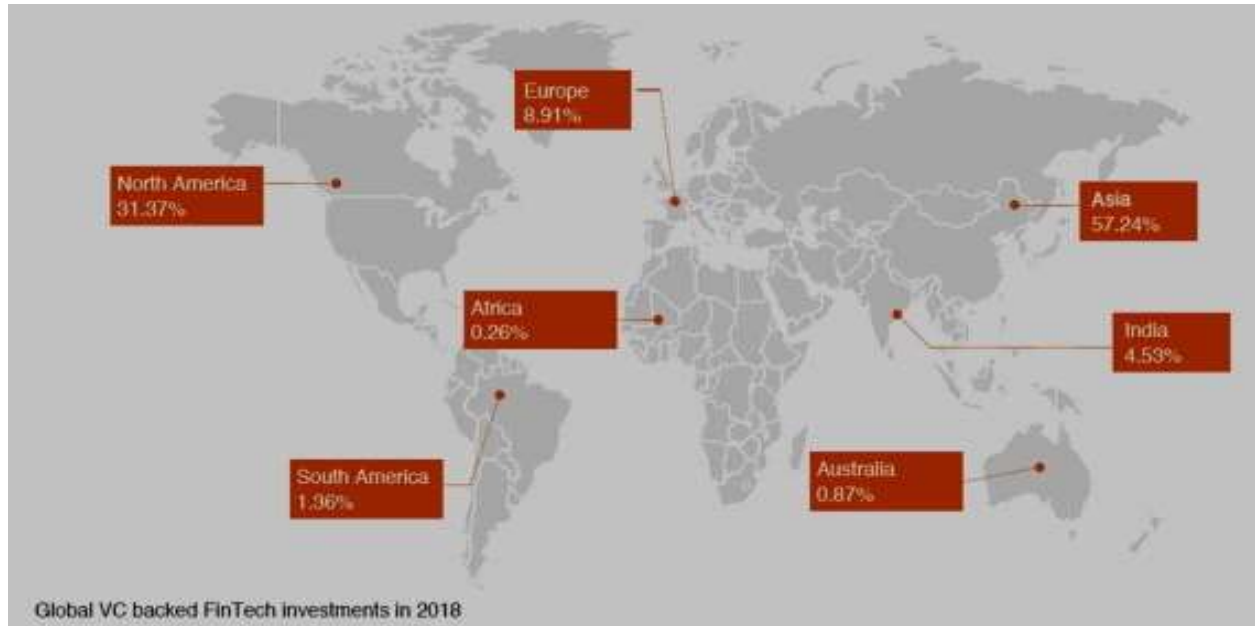 Europe
8.91%
North America
31.37%
Asia
57.24%
Africa
0.26%
India
4.53%
South America
1.36%
Australia
0.87%
Global VC backed FinTech investments in 2018